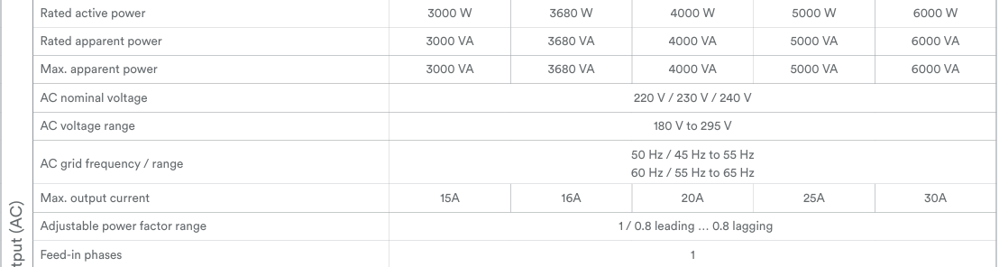 Rated active power 3000 W 3680 W 4000 W 5000 W 6000 W
Rated apparent power 3000 VA 3680 VA 4000 VA 5000 VA 6000 VA
Max. apparent power 3000 VA 3680 VA 4000 VA 5000 VA 6000 VA
AC nominal voltage 220 V / 230 V / 240 V
AC voltage range 180 V to 295 V
AC grid frequency / range 50 Hz / 45 Hz to 55 Hz
60 Hz / 55 Hz to 65 Hz
Max. output current 15A 16A 20A 25A 30A
Adjustable power factor range 1 / 0.8 leading … 0.8 lagging
Feed-in phases 1
tput (AC)